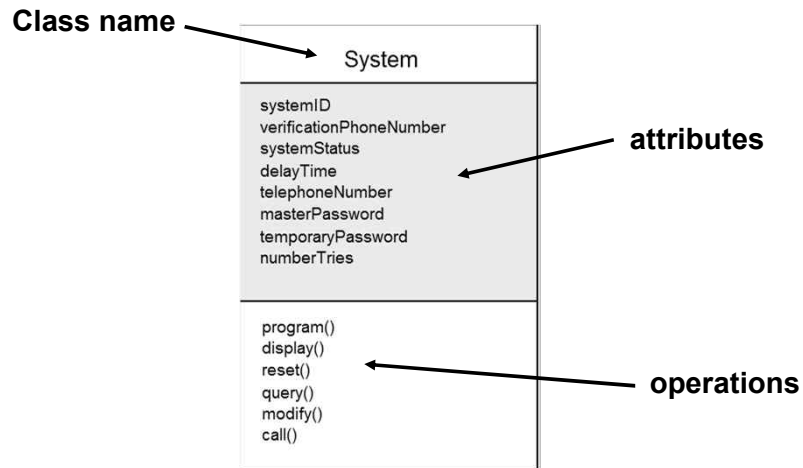 Class name
System
systemID
verificationPhoneNumber
systemStatus
delayTime
telephoneNumber
masterPassword
temporaryPassword
numberTries
attributes
program()
display()
reset()
query()
modify()
call()
operations